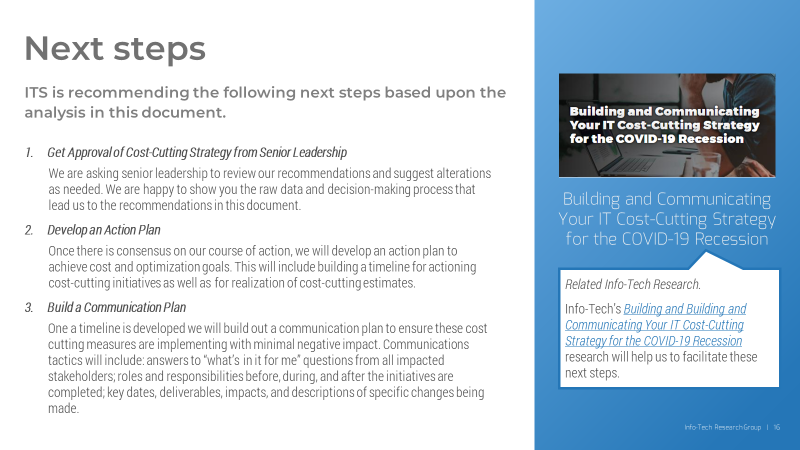 Next steps
ITS is recommending the following next steps based upon the
analysis in this document.
1. Get Approval of Cost-Cutting Strategy from Senior Leadership
We are asking senior leadership to review our recommendations and suggest alterations
as needed. We are happy to show you the raw data and decision-making process that
lead us to the recommendations in this document.
2. Develop an Action Plan
Once there is consensus on our course of action, we will develop an action plan to
achieve cost and optimization goals. This will include building a timeline for actioning
cost-cutting initiatives as well as for realization of cost-cutting estimates.
3. Build a Communication Plan
One a timeline is developed we will build out a communication plan to ensure these cost
cutting measures are implementing with minimal negative impact. Communications
tactics will include: answers to “what’s in it for me” questions from all impacted
stakeholders; roles and responsibilities before, during, and after the initiatives are
completed; key dates, deliverables, impacts, and descriptions of specific changes being
made.
Building and Communicating
Your IT Cost-Cutting Strategy
for the COVID-19 Recession
Building and Communicating
Your IT Cost-Cutting Strategy
for the COVID-19 Recession
Related Info-Tech Research.
Info-Tech’s Building and Building and
Communicating Your IT Cost-Cutting
Strategy for the COVID-19 Recession
research will help us to facilitate these
next steps.
Info-Tech Research Group | 16